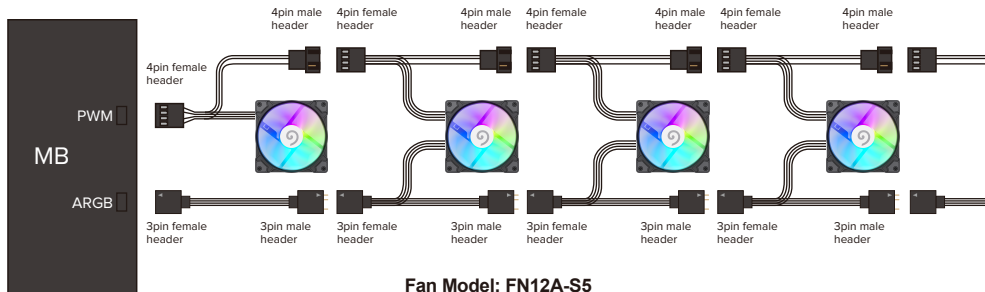 4pin male
header
4pin female
header
4pin male
header
4pin female
header
4pin male
header
4pin female
header
4pin male
header
4pin female
header
PWM
MB
ARGB
3pin female
header
3pin male
header
3pin female
header
3pin male
header
3pin female
header
3pin male
header
3pin female
header
3pin male
header
Fan Model: FN12A-S5